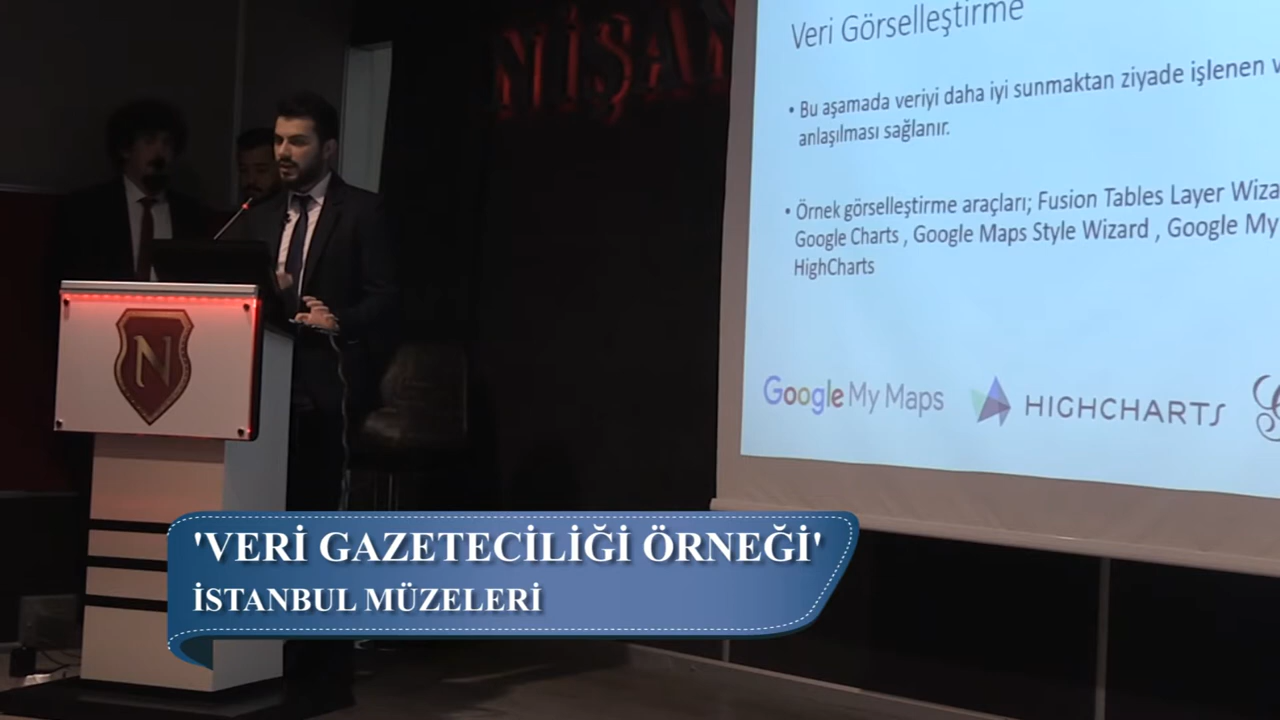 NİŞAN
Veri Görselleştirme
• Bu aşamada veriyi daha iyi sunmaktan ziyade işlenen
anlaşılması sağlanır.
• Örnek görselleştirme araçları; Fusion Tables Layer
Google Charts , Google Maps Style Wizard , Google My
HighCharts
Google My Maps
HIGHCHARTS
N
'VERİ GAZETECİLİĞİ ÖRNEĞİ'
İSTANBUL MÜZELERİ